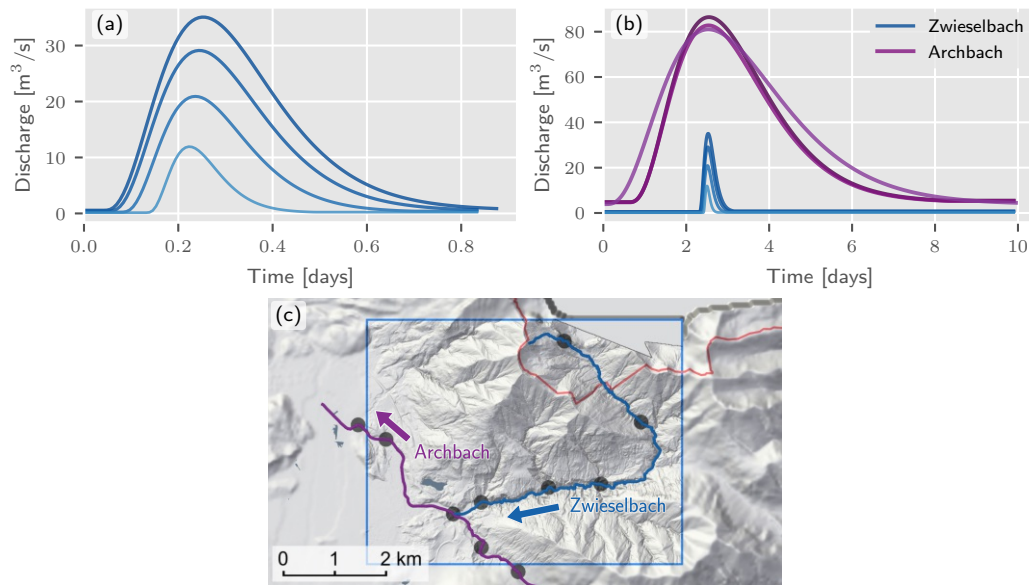 (a)
Discharge [m³/s]
30
20
10
0
0.0 0.2 0.4 0.6 0.8
Time [days]
(b)
Zwieselbach
Archbach
Discharge [m³/s]
80
60
40
20
0
0 2 4 6 8 10
Time [days]
(c)
Archbach
Zwieselbach
0 1 2 km